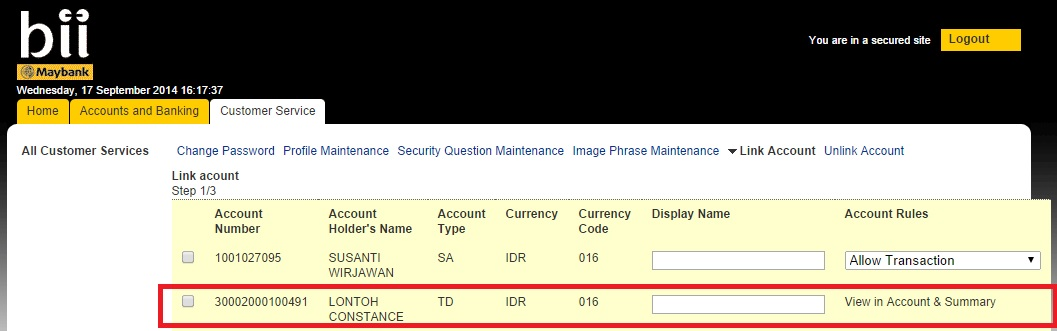 bii
Maybank
You are in a secured site Logout
Wednesday, 17 September 2014 16:17:37
Home Accounts and Banking Customer Service
All Customer Services Change Password Profile Maintenance Security Question Maintenance Image Phrase Maintenance Link Account Unlink Account
Link acount
Step 1/3
Account Account Account Currency Currency Display Name Account Rules
Number Holder's Name Type Code
1001027095 SUSANTI SA IDR 016 Allow Transaction
WIRJAWAN
30002000100491 LONTOH TD IDR 016 View in Account & Summary
CONSTANCE